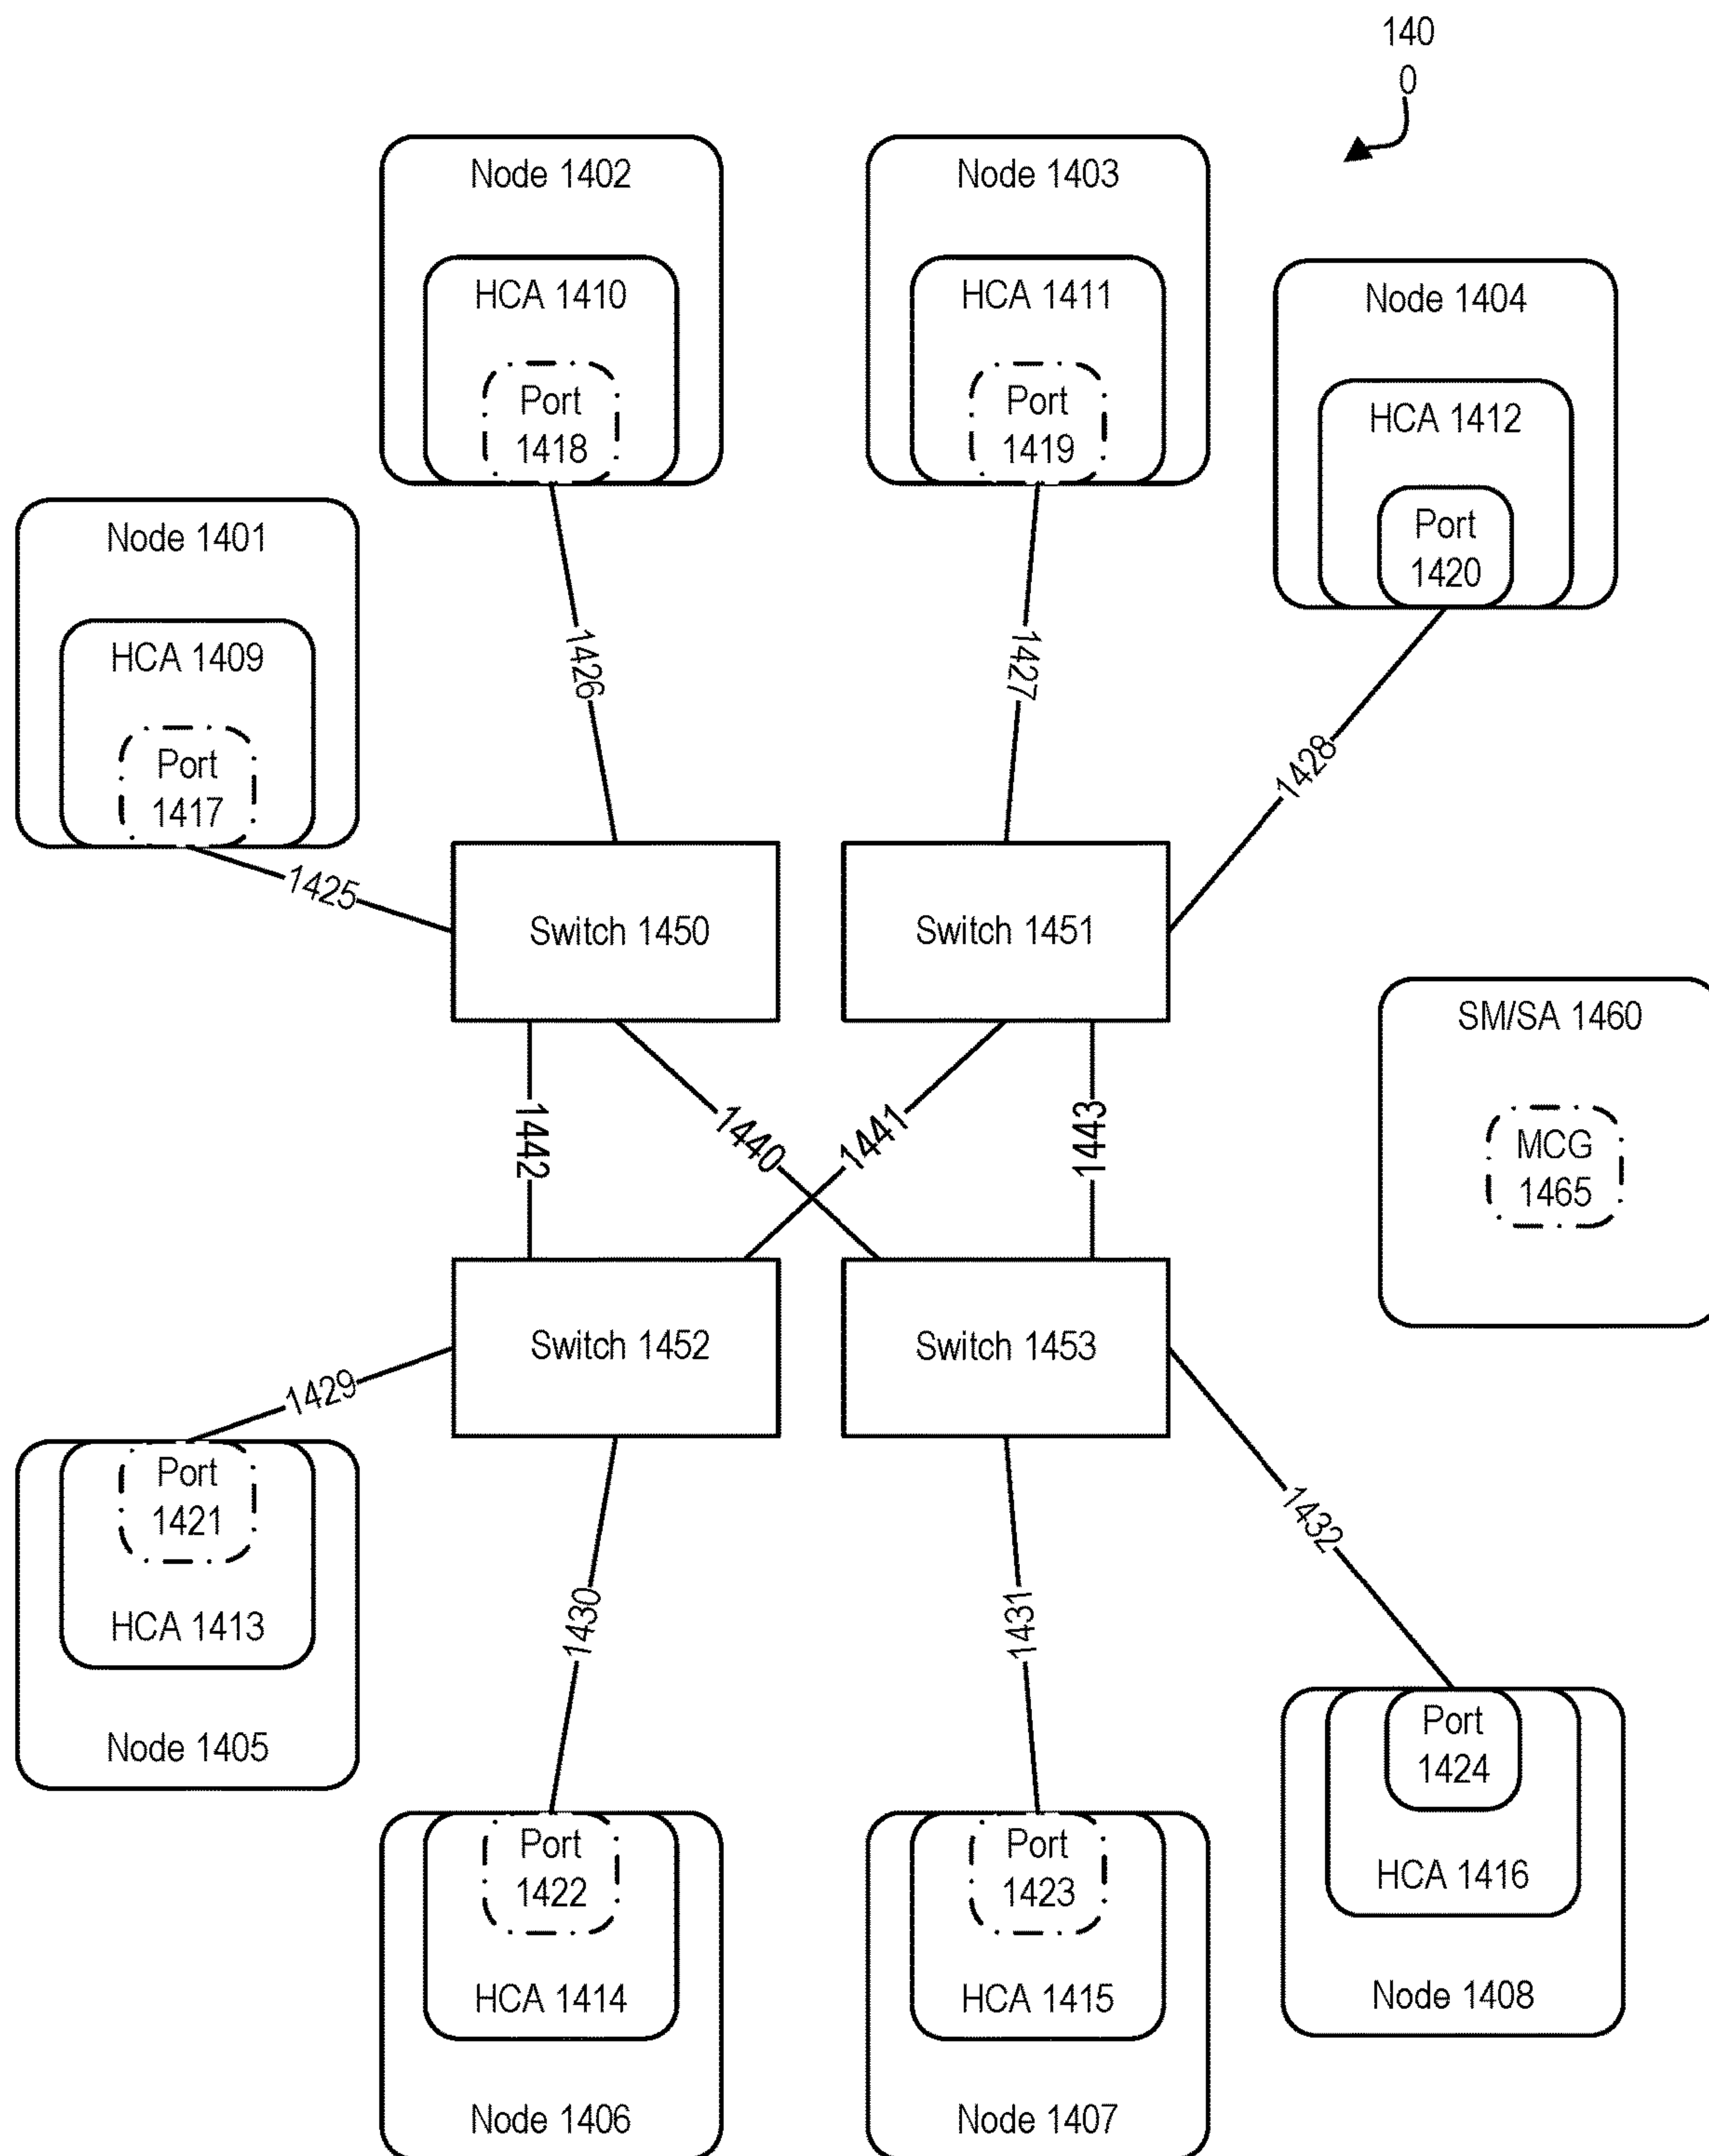 140
0
Node 1402
Node 1403
HCA 1410
HCA 1411
Node 1404
Port
1418
Port
1419
HCA 1412
Port
1420
Node 1401
HCA 1409
Port
1417
1426
1427
1428
1425
Switch 1450
Switch 1451
SM/SA 1460
MCG
1465
1442
1440
1441
1443
Switch 1452
Switch 1453
1429
1432
Port
1421
HCA 1413
Node 1405
1430
1431
Port
1424
HCA 1416
Node 1408
Port
1422
HCA 1414
Node 1406
Port
1423
HCA 1415
Node 1407